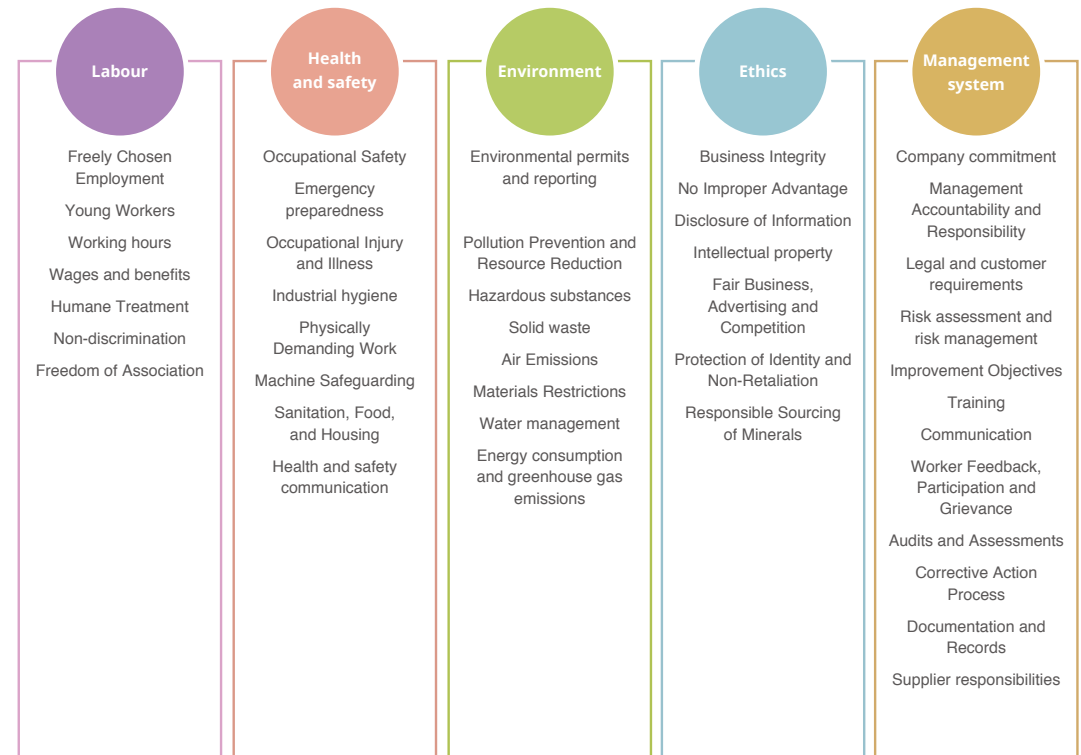 Labour
Freely Chosen
Employment
Young Workers
Working hours
Wages and benefits
Humane Treatment
Non-discrimination
Freedom of Association
Health
and safety
Occupational Safety
Emergency
preparedness
Occupational Injury
and Illness
Industrial hygiene
Physically
Demanding Work
Machine Safeguarding
Sanitation, Food,
and Housing
Health and safety
communication
Environment
Environmental permits
and reporting
Pollution Prevention and
Resource Reduction
Hazardous substances
Solid waste
Air Emissions
Materials Restrictions
Water management
Energy consumption
and greenhouse gas
emissions
Ethics
Business Integrity
No Improper Advantage
Disclosure of Information
Intellectual property
Fair Business,
Advertising and
Competition
Protection of Identity and
Non-Retaliation
Responsible Sourcing
of Minerals
Management
system
Company commitment
Management
Accountability and
Responsibility
Legal and customer
requirements
Risk assessment and
risk management
Improvement Objectives
Training
Communication
Worker Feedback,
Participation and
Grievance
Audits and Assessments
Corrective Action
Process
Documentation and
Records
Supplier responsibilities